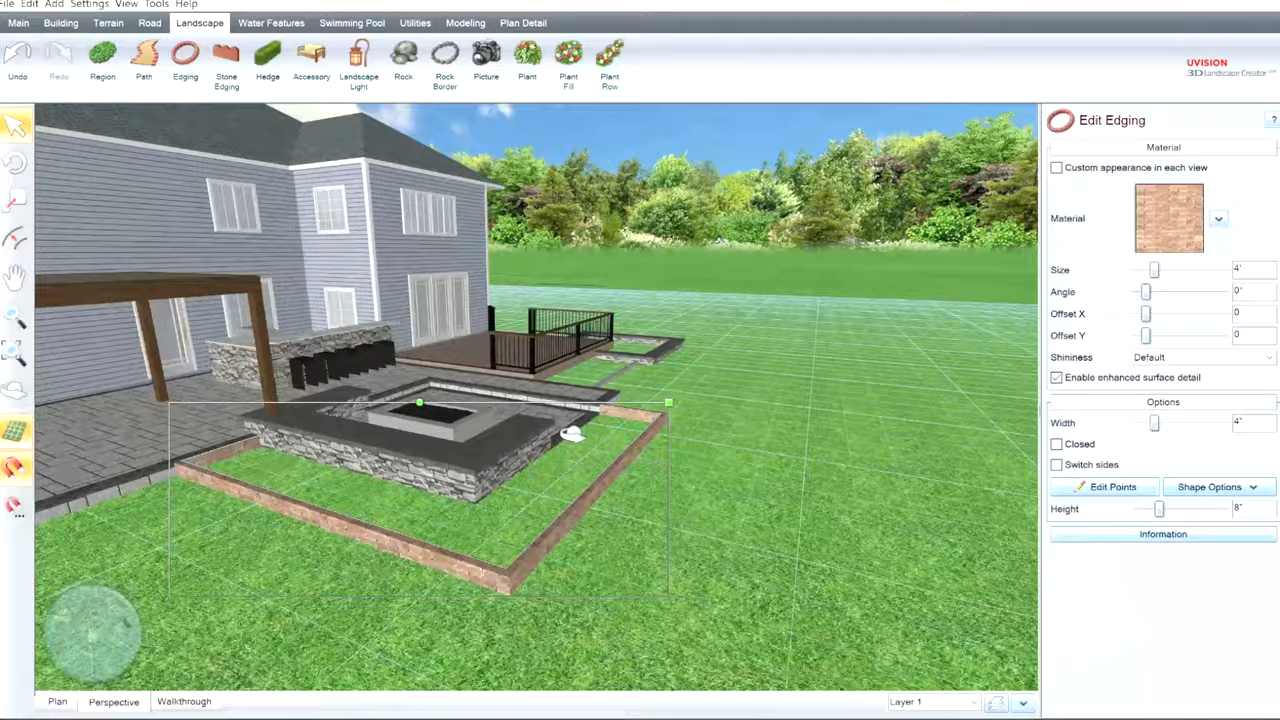 File Edit Add Settings View Tools Help
Main Building Terrain Road Landscape Water Features Swimming Pool Utilities Modeling Plan Detail
Undo Redo Region Path Edging Stone Edging Hedge Accessory Landscape Light Rock Rock Border Picture Plant Plant Fill Plant Row
UVISION
3D Landscape Creator
Edit Edging ?
Material
Custom appearance in each view
Material
Size 4'
Angle 0°
Offset X 0
Offset Y 0
Shininess Default
Enable enhanced surface detail
Options
Width 4"
Closed
Switch sides
Edit Points Shape Options
Height 8"
Information
Plan Perspective Walkthrough Layer 1